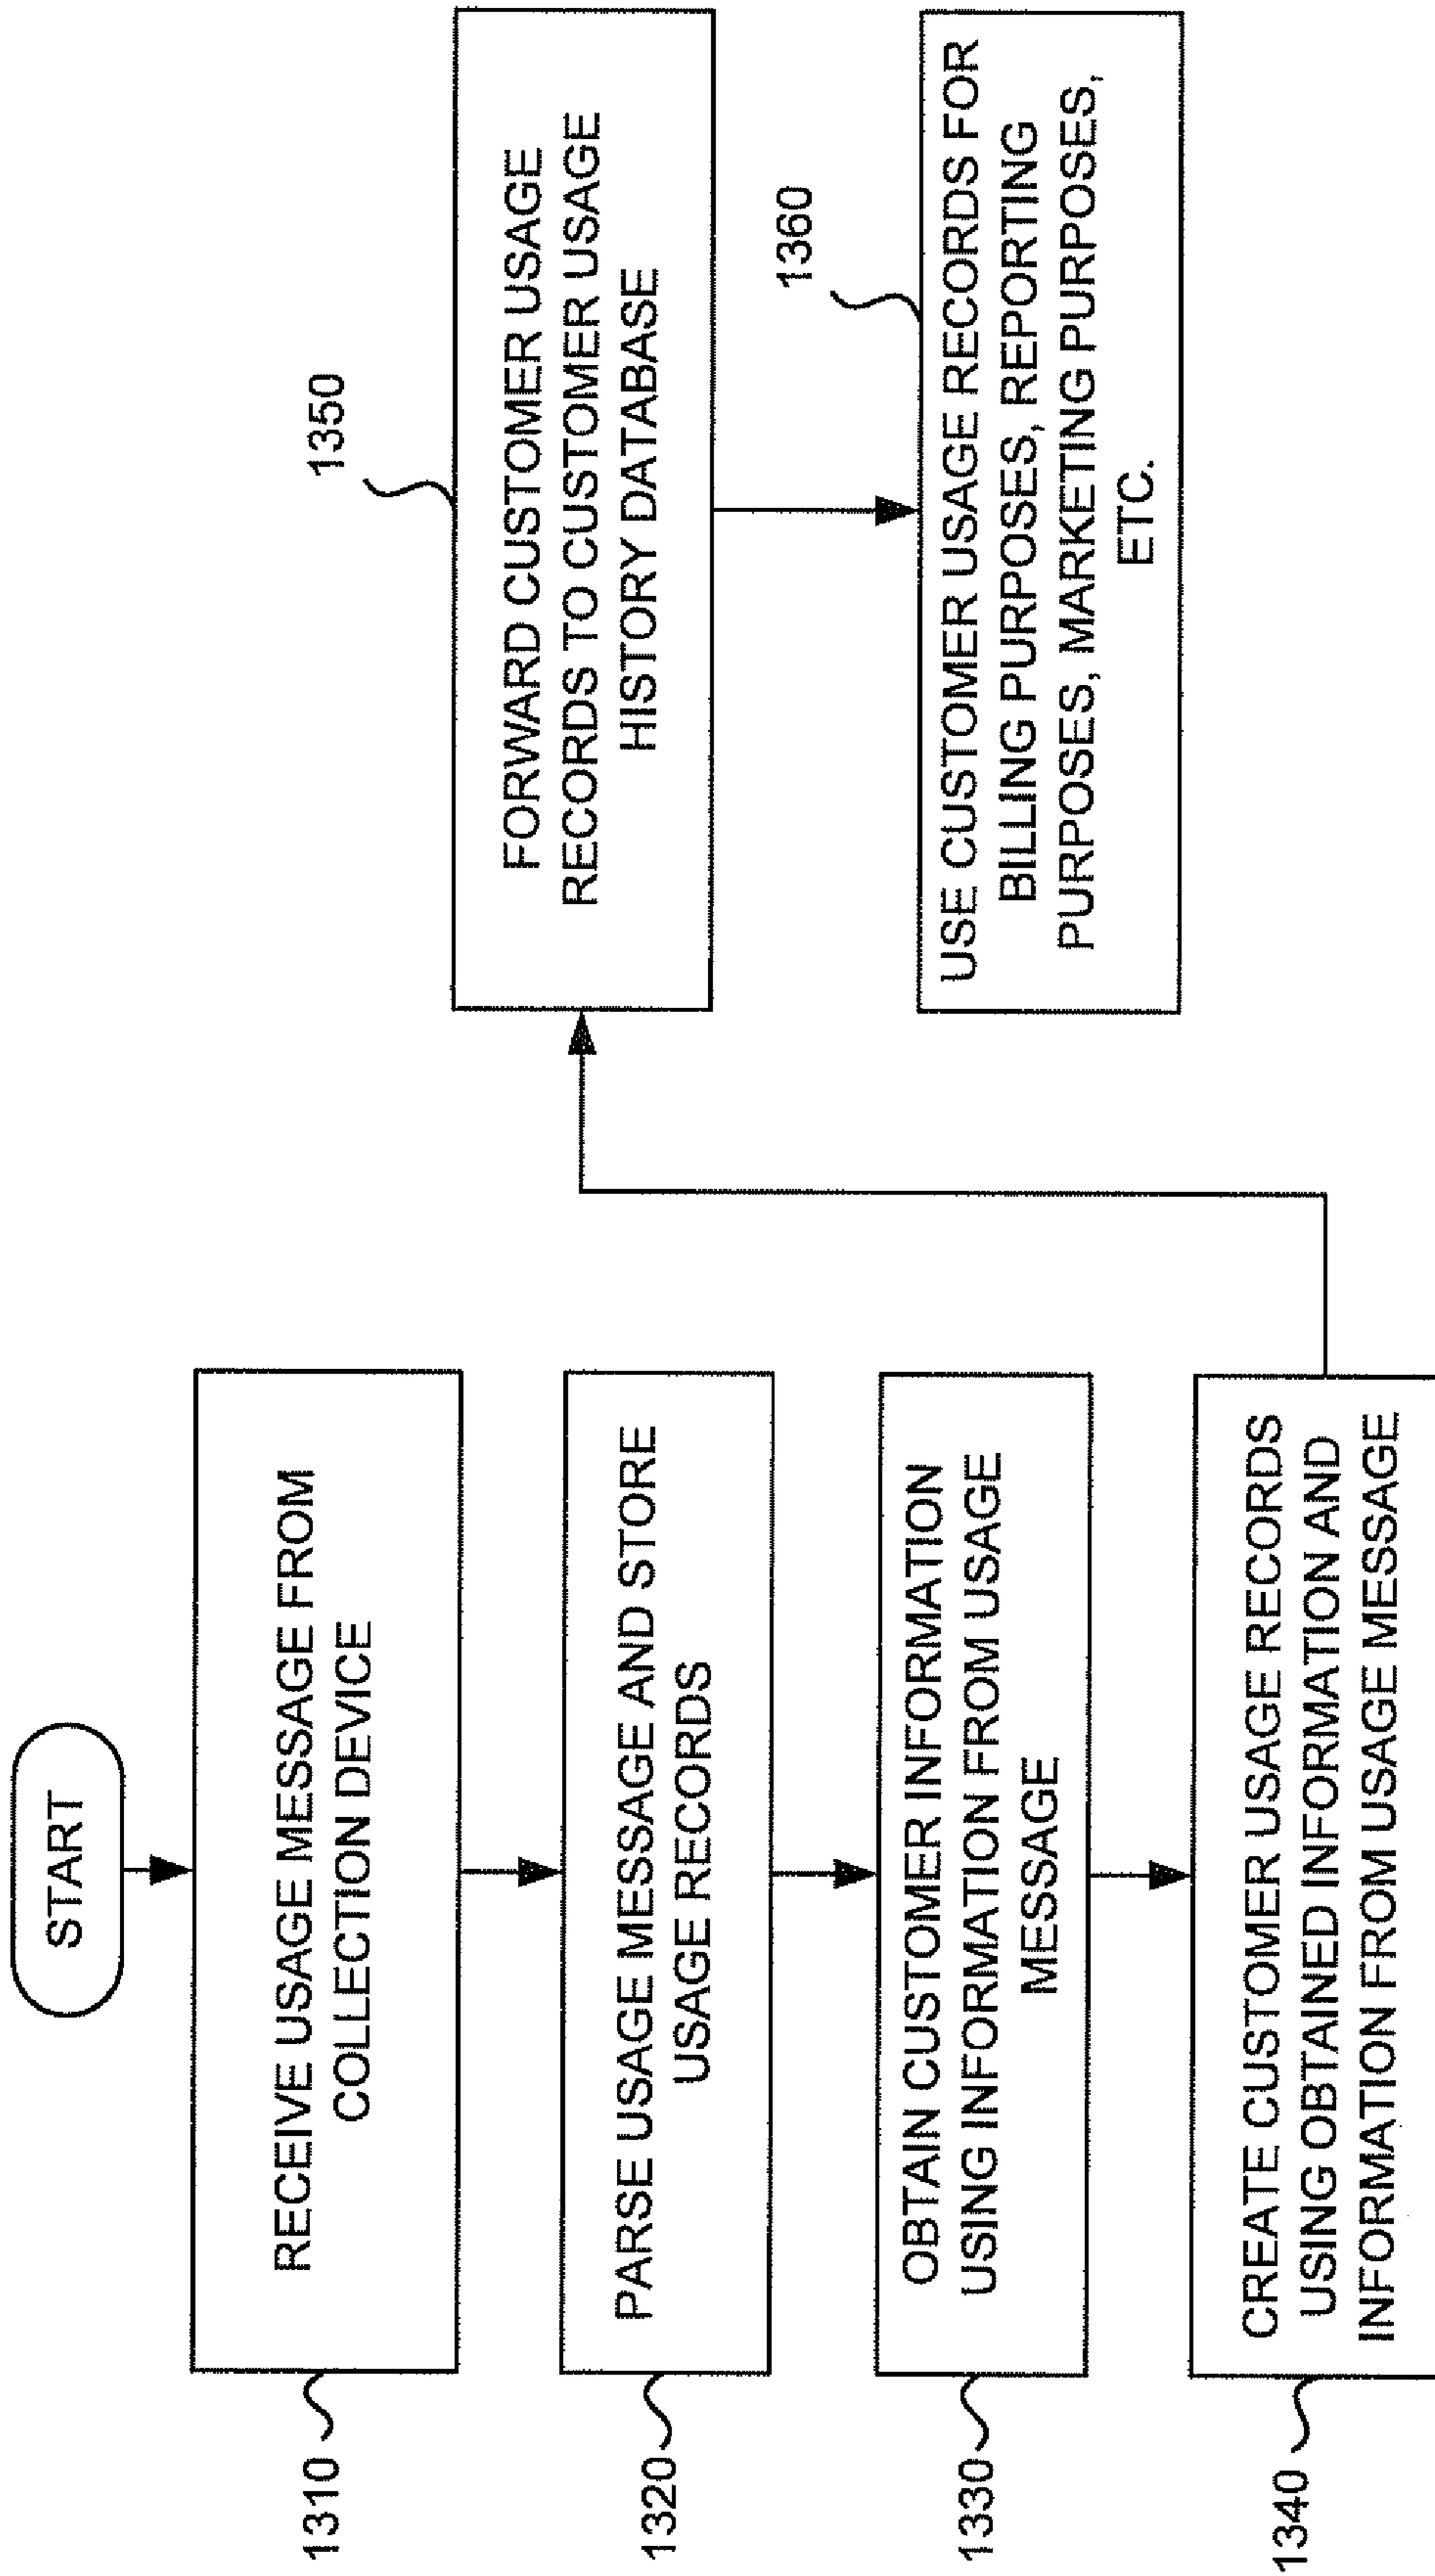 START
1310
RECEIVE USAGE MESSAGE FROM
COLLECTION DEVICE
1320
PARSE USAGE MESSAGE AND STORE
USAGE RECORDS
1330
OBTAIN CUSTOMER INFORMATION
USING INFORMATION FROM USAGE
MESSAGE
1340
CREATE CUSTOMER USAGE RECORDS
USING OBTAINED INFORMATION AND
INFORMATION FROM USAGE MESSAGE
1350
FORWARD CUSTOMER USAGE
RECORDS TO CUSTOMER USAGE
HISTORY DATABASE
1360
USE CUSTOMER USAGE RECORDS FOR
BILLING PURPOSES, REPORTING
PURPOSES, MARKETING PURPOSES,
ETC.